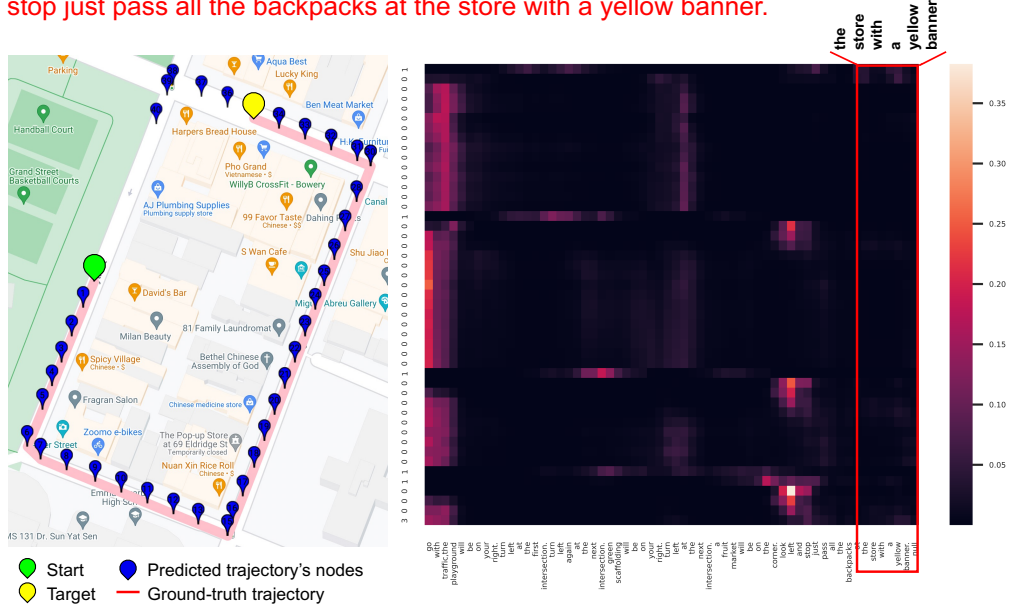 stop just pass all the backpacks at the store with a yellow banner.
the
store
with
a
yellow
banner
Parking
Aqua Best
Lucky King
Handball Court
Ben Meat Market
Harpers Bread House
Grand Street
Basketball Courts
Pho Grand
Vietnamese • $
WillyB CrossFit - Bowery
AJ Plumbing Supplies
Plumbing supply store
Canal
99 Favor Taste
Chinese • $$
S Wan Cafe
Shu Jiao
David's Bar
Abreu Gallery
Milan Beauty
81 Family Laundromat
Spicy Village
Chinese • $
Bethel Chinese
Assembly of God
Fragran Salon
Chinese medicine store
Zoomo e-bikes
er Street
The Pop-up Store
at 69 Eldridge St
Temporarily closed
Nuan Xin Rice Roll
Chinese • $
High Sch
MS 131 Dr. Sun Yat Sen
0.35
0.30
0.25
0.20
0.15
0.10
0.05
go
with
traffic,the
playground
will
be
on
your
right.
turn
left
at
the
first
intersection.
turn
left
again
at
the
next
intersection.
green
scaffolding
will
be
on
your
right.
turn
left
at
the
next
intersection.
a
fruit
market
will
be
on
the
corner.
look
left
and
stop
just
pass
all
the
backpacks
at
the
store
with
a
yellow
banner.
null
Start
Predicted trajectory's nodes
Target
Ground-truth trajectory